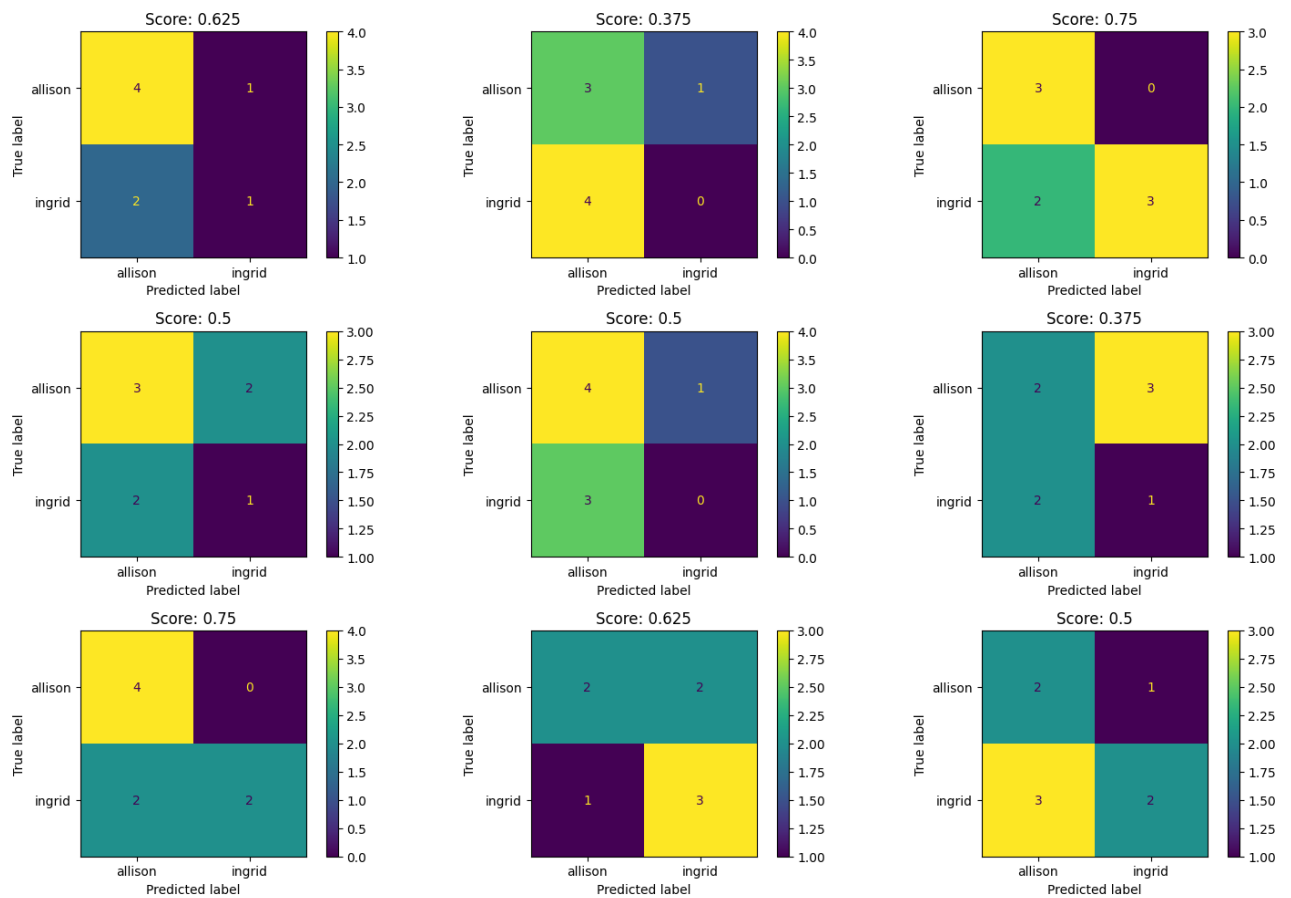 Score: 0.625
4.0
3.5
3.0
2.5
2.0
1.5
1.0
allison
ingrid
True label
4
1
2
1
allison
ingrid
Predicted label
Score: 0.375
4.0
3.5
3.0
2.5
2.0
1.5
1.0
0.5
0.0
allison
ingrid
True label
3
1
4
0
allison
ingrid
Predicted label
Score: 0.75
3.0
2.5
2.0
1.5
1.0
0.5
0.0
allison
ingrid
True label
3
0
2
3
allison
ingrid
Predicted label
Score: 0.5
3.00
2.75
2.50
2.25
2.00
1.75
1.50
1.25
1.00
allison
ingrid
True label
3
2
2
1
allison
ingrid
Predicted label
Score: 0.5
4.0
3.5
3.0
2.5
2.0
1.5
1.0
0.5
0.0
allison
ingrid
True label
4
1
3
0
allison
ingrid
Predicted label
Score: 0.375
3.00
2.75
2.50
2.25
2.00
1.75
1.50
1.25
1.00
allison
ingrid
True label
2
3
2
1
allison
ingrid
Predicted label
Score: 0.75
4.0
3.5
3.0
2.5
2.0
1.5
1.0
0.5
0.0
allison
ingrid
True label
4
0
2
2
allison
ingrid
Predicted label
Score: 0.625
3.00
2.75
2.50
2.25
2.00
1.75
1.50
1.25
1.00
allison
ingrid
True label
2
2
1
3
allison
ingrid
Predicted label
Score: 0.5
3.00
2.75
2.50
2.25
2.00
1.75
1.50
1.25
1.00
allison
ingrid
True label
2
1
3
2
allison
ingrid
Predicted label